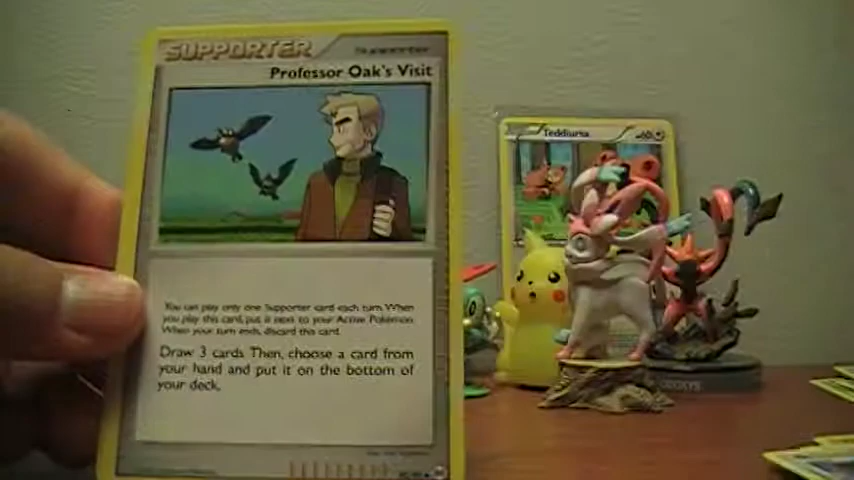 SUPPORTER
Professor Oak's Visit
You can play only one Supporter card each turn. When
you play this card, put it next to your Active Pokémon.
When your turn ends, discard this card.
Draw 3 cards. Then, choose a card from
your hand and put it on the bottom of
your deck.
Teddiursa
60